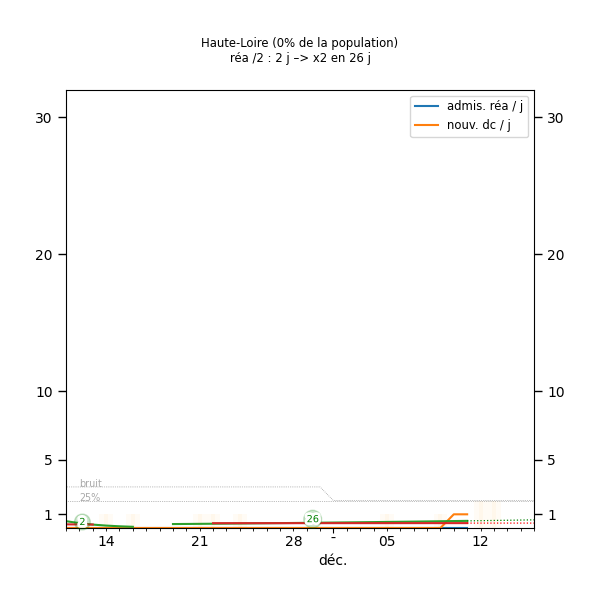 Haute-Loire (0% de la population)
réa /2 : 2 j –> x2 en 26 j
admis. réa / j
nouv. dc / j
30 30
20 20
10 10
5 5
bruit
25%
1 2 26 1
14 21 28 - 05 12
déc.